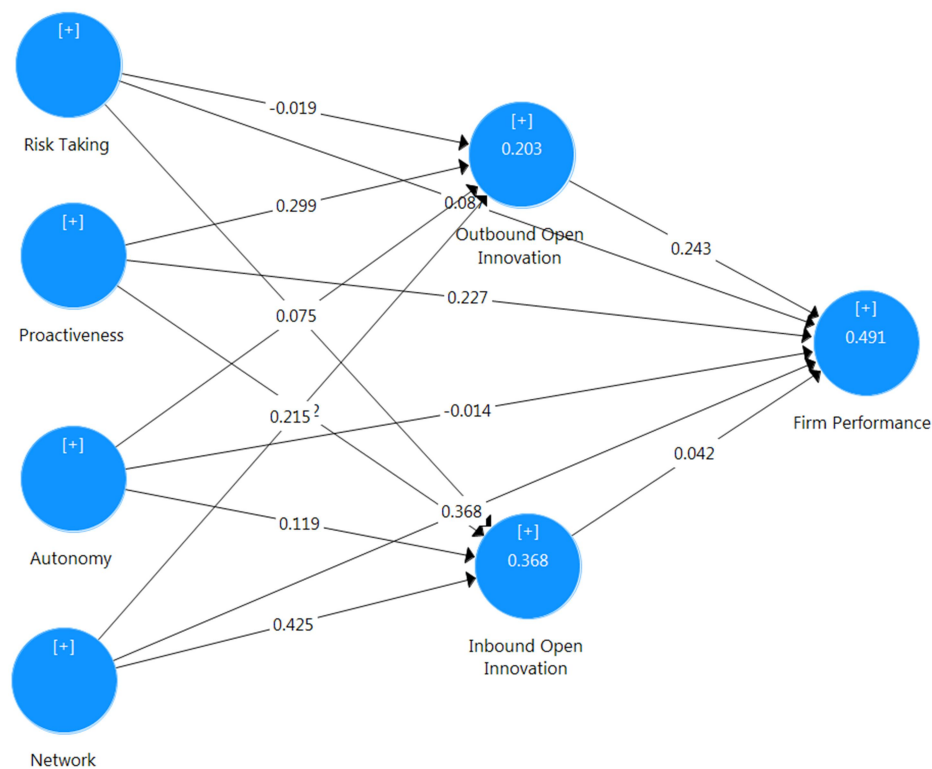 [+]
Risk Taking
-0.019
[+]
0.203
Outbound Open
Innovation
[+]
Proactiveness
0.299
0.08
0.243
0.227
[+]
0.491
Firm Performance
0.075
0.215
-0.014
0.042
[+]
Autonomy
0.119
0.368
[+]
0.368
Inbound Open
Innovation
0.425
[+]
Network